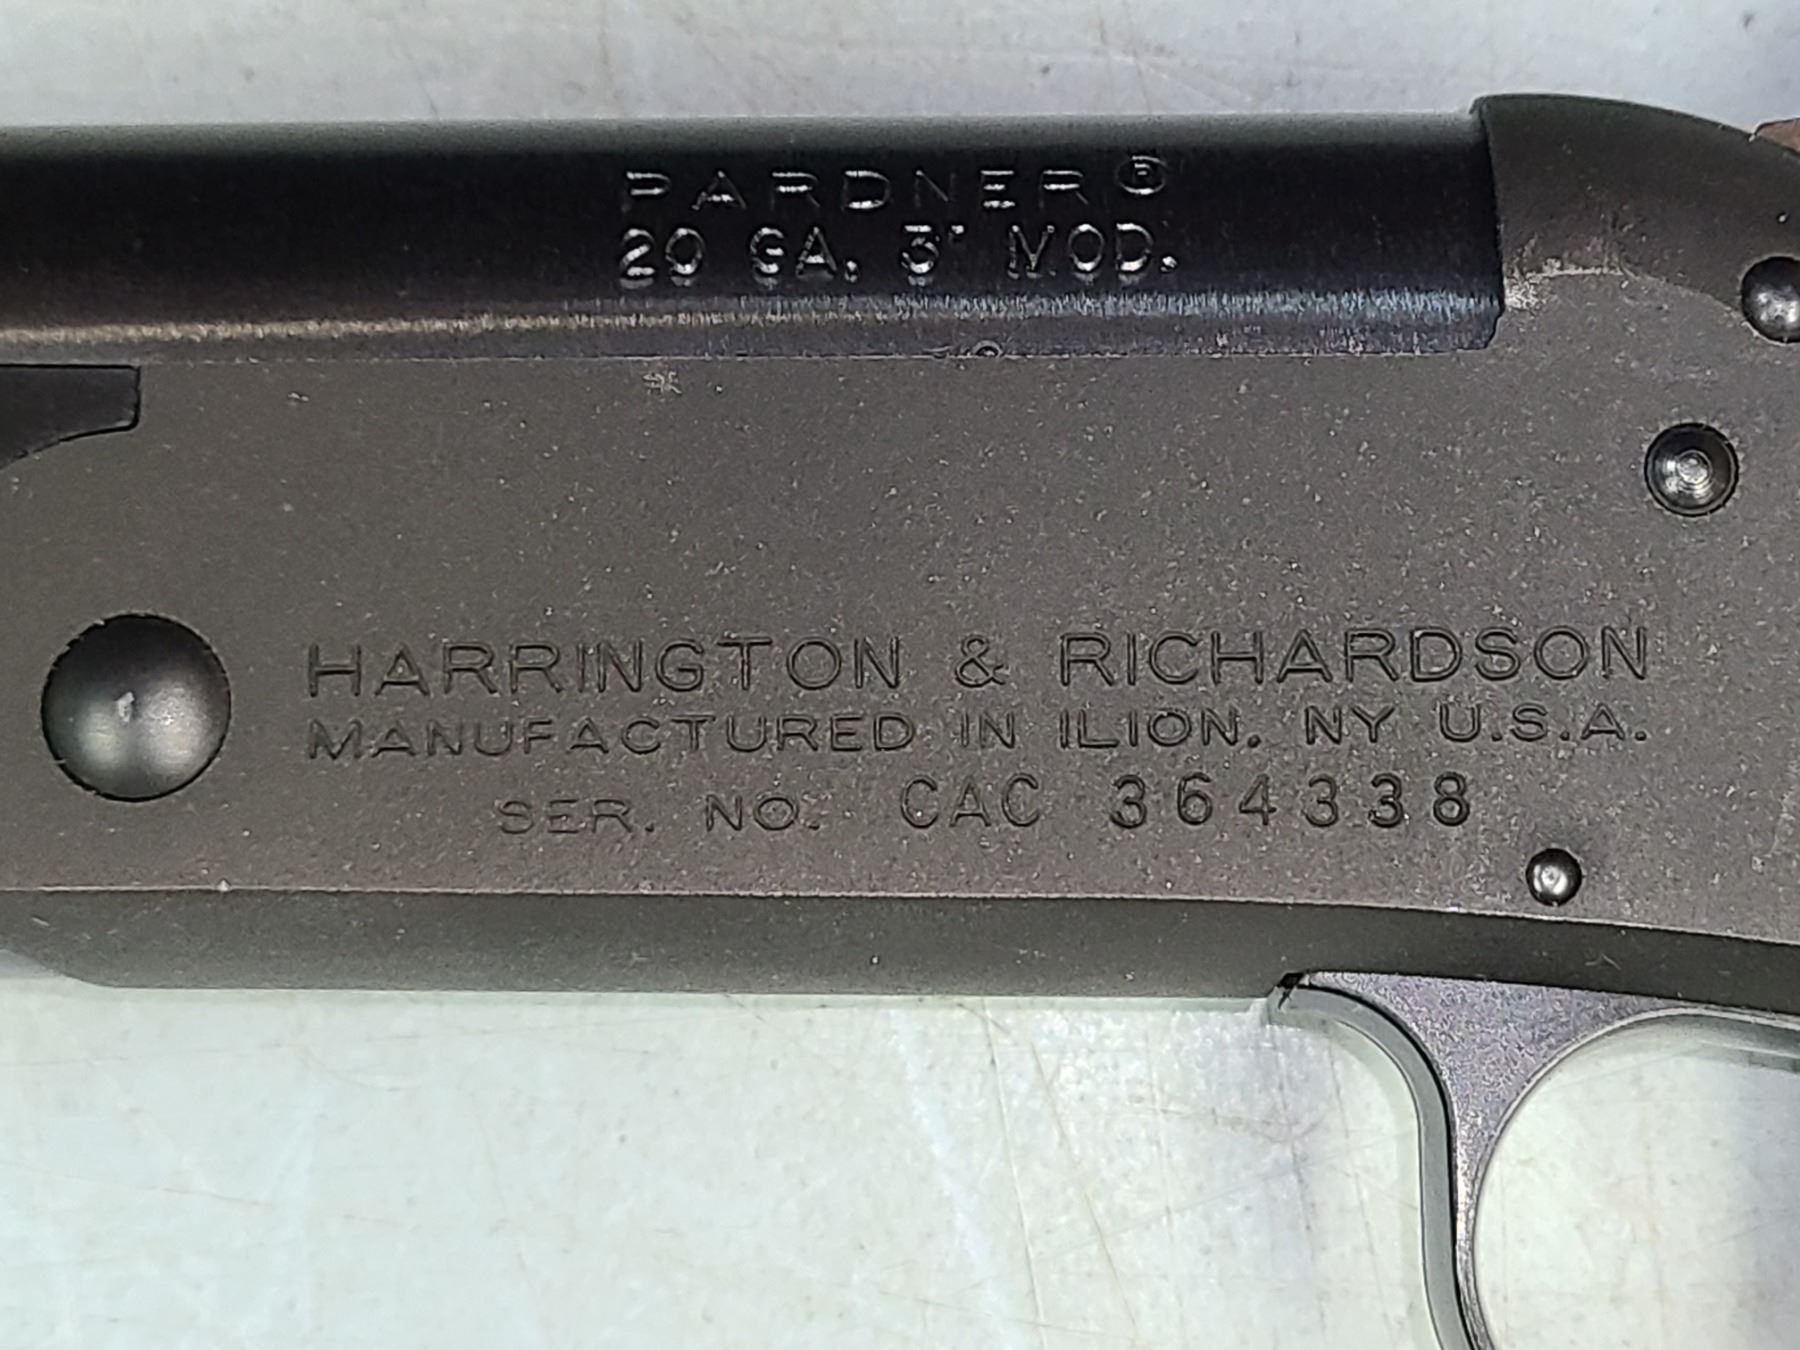 PARDNER®
20 GA. 3" MOD.
HARRINGTON & RICHARDSON
MANUFACTURED IN ILION, NY U.S.A.
SER. NO. CAC 364338